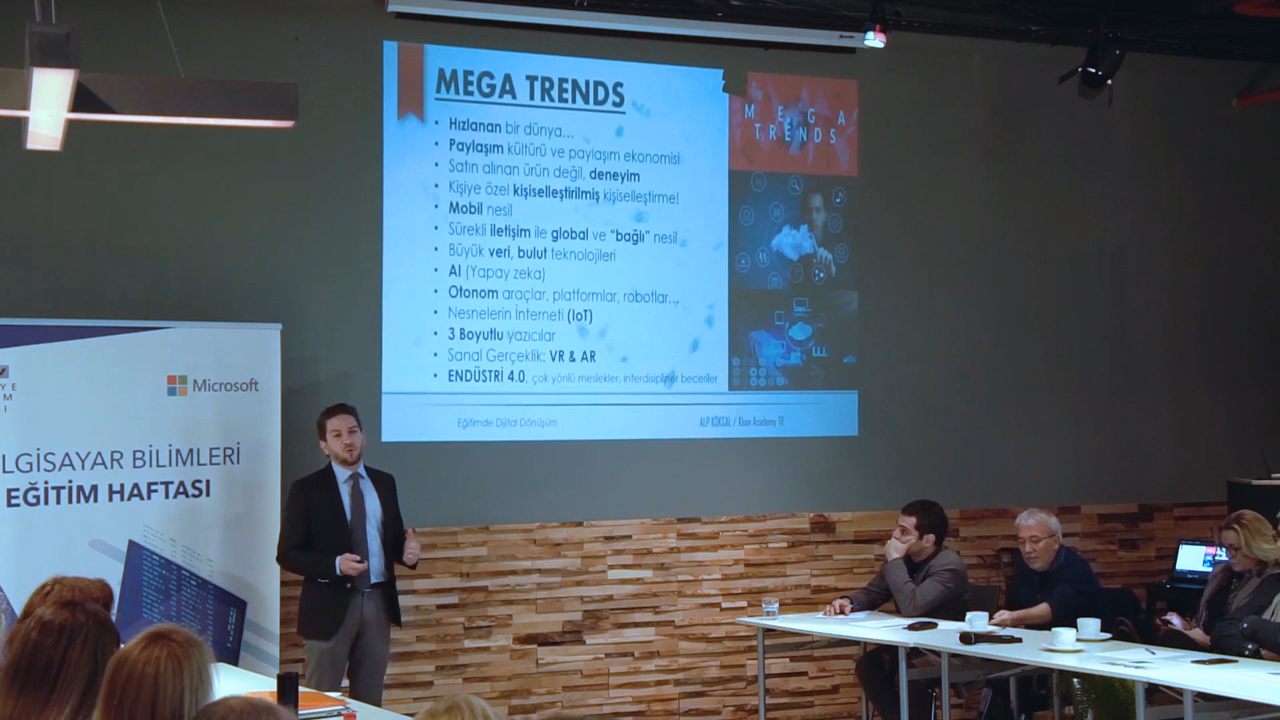 MEGA TRENDS
• Hızlanan bir dünya...
• Paylaşım kültürü ve paylaşım ekonomisi
• Satın alınan ürün değil, deneyim
• Kişiye özel kişiselleştirilmiş kişiselleştirme!
• Mobil nesil
• Sürekli iletişim ile global ve “bağlı” nesil
• Büyük veri, bulut teknolojileri
• AI (Yapay zeka)
• Otonom araçlar, platformlar, robotlar...
• Nesnelerin İnterneti (IoT)
• 3 Boyutlu yazıcılar
• Sanal Gerçeklik: VR & AR
• ENDÜSTRİ 4.0, çok yönlü meslekler, interdisipliner beceriler
Eğitimde Dijital Dönüşüm
ALP KÖKSAL / Khan Academy TR
MEGA
TRENDS
YE
M
I
Microsoft
LGİSAYAR BİLİMLERİ
EĞİTİM HAFTASI